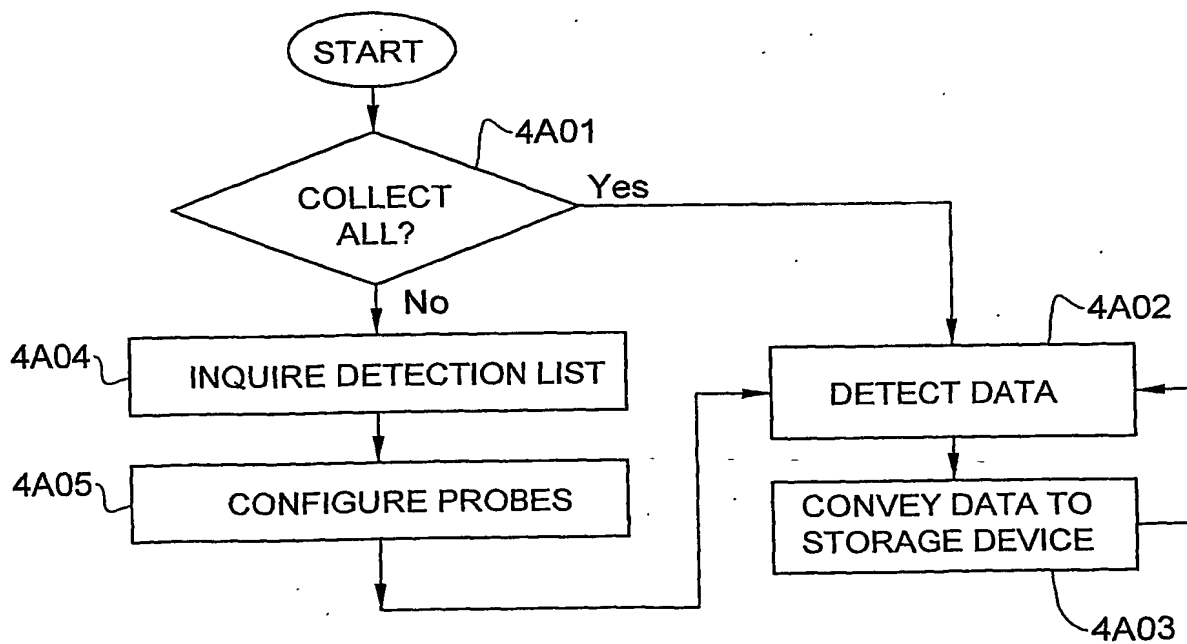 START
4A01
COLLECT
ALL?
Yes
No
4A04
INQUIRE DETECTION LIST
4A05
CONFIGURE PROBES
4A02
DETECT DATA
CONVEY DATA TO
STORAGE DEVICE
4A03